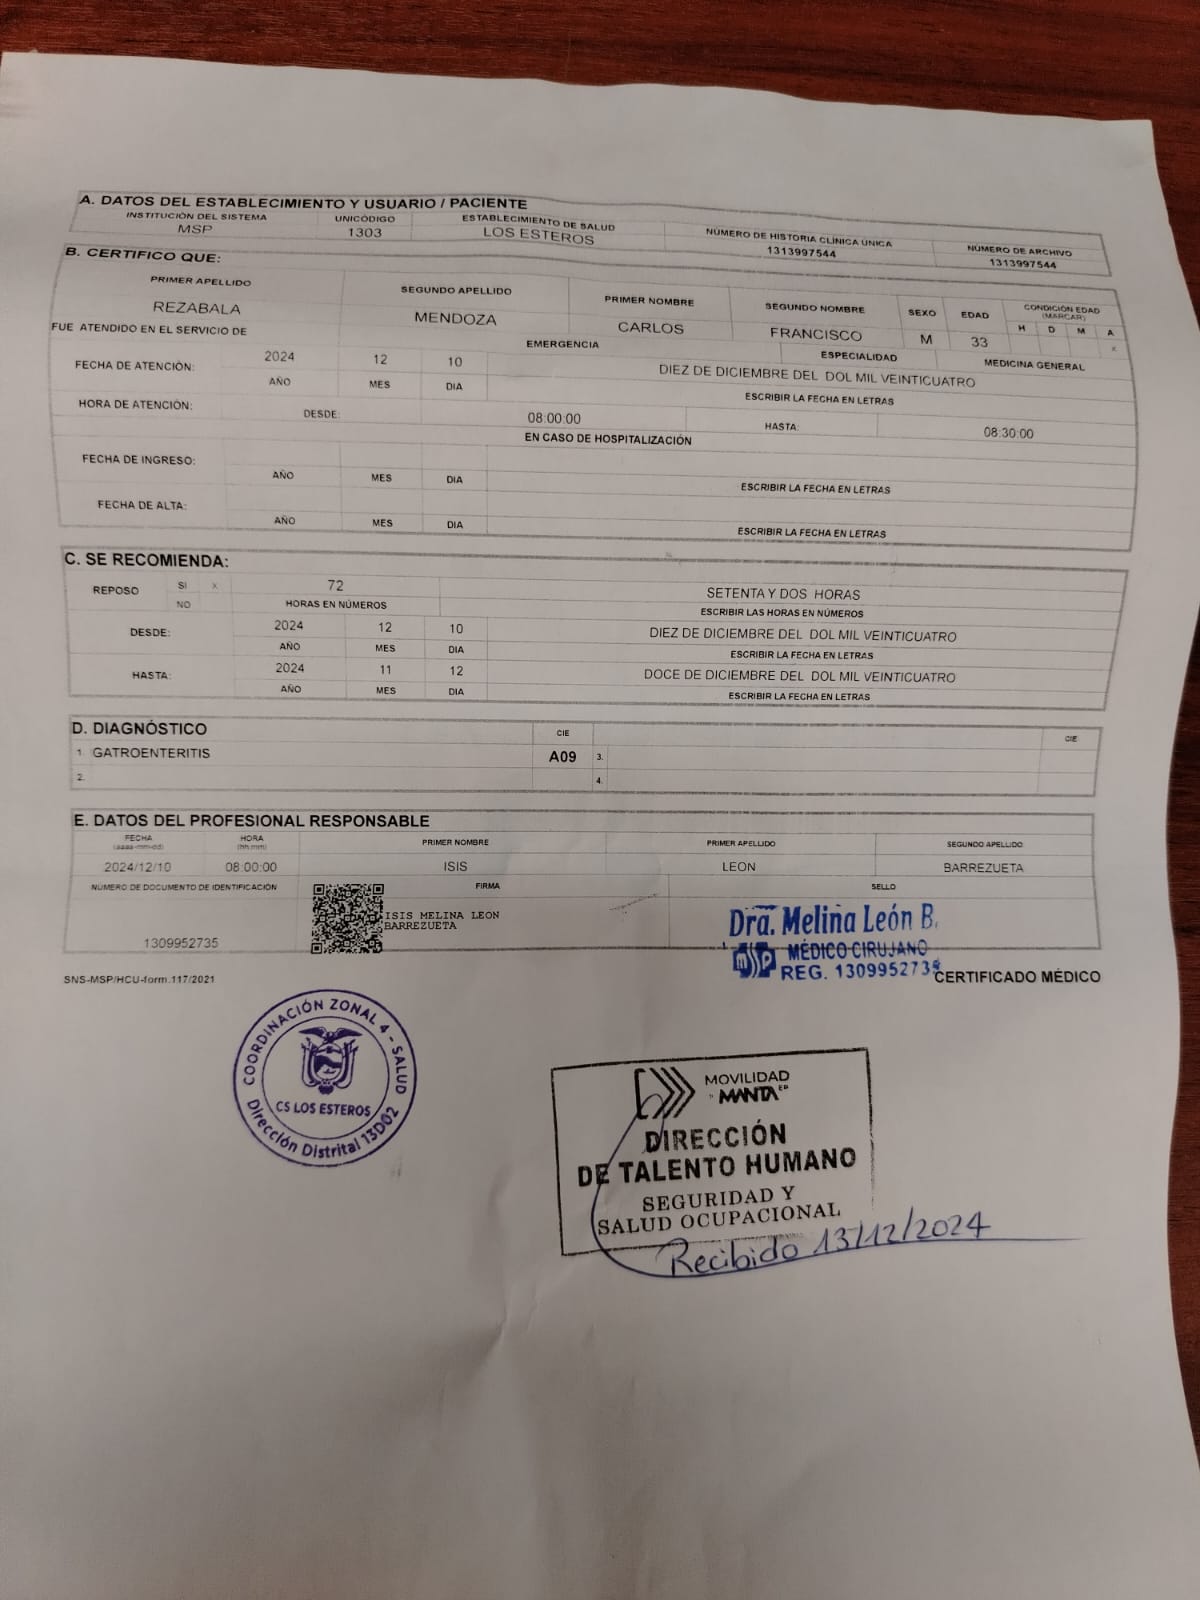 A. DATOS DEL ESTABLECIMIENTO Y USUARIO / PACIENTE
INSTITUCIÓN DEL SISTEMA UNICÓDIGO ESTABLECIMIENTO DE SALUD NÚMERO DE HISTORIA CLÍNICA UNICA NÚMERO DE ARCHIVO
MSP 1303 LOS ESTEROS 1313997544 1313997544
B. CERTIFICO QUE:
PRIMER APELLIDO SEGUNDO APELLIDO PRIMER NOMBRE SEGUNDO NOMBRE SEXO EDAD CONDICIÓN EDAD (MARCAR)
H D M A
REZABALA MENDOZA CARLOS FRANCISCO M 33 x
FUE ATENDIDO EN EL SERVICIO DE EMERGENCIA ESPECIALIDAD MEDICINA GENERAL
FECHA DE ATENCIÓN: 2024 12 10 DIEZ DE DICIEMBRE DEL DOL MIL VEINTICUATRO
AÑO MES DIA ESCRIBIR LA FECHA EN LETRAS
HORA DE ATENCIÓN: DESDE: 08:00:00 HASTA: 08:30:00
EN CASO DE HOSPITALIZACIÓN
FECHA DE INGRESO:
AÑO MES DIA ESCRIBIR LA FECHA EN LETRAS
FECHA DE ALTA:
AÑO MES DIA ESCRIBIR LA FECHA EN LETRAS
C. SE RECOMIENDA:
REPOSO SI x 72 SETENTA Y DOS HORAS
NO HORAS EN NÚMEROS ESCRIBIR LAS HORAS EN NÚMEROS
DESDE: 2024 12 10 DIEZ DE DICIEMBRE DEL DOL MIL VEINTICUATRO
AÑO MES DIA ESCRIBIR LA FECHA EN LETRAS
HASTA: 2024 11 12 DOCE DE DICIEMBRE DEL DOL MIL VEINTICUATRO
AÑO MES DIA ESCRIBIR LA FECHA EN LETRAS
D. DIAGNÓSTICO CIE CIE
1. GATROENTERITIS A09 3.
2. 4.
E. DATOS DEL PROFESIONAL RESPONSABLE
FECHA (aaaa-mm-dd) HORA (hh:mm) PRIMER NOMBRE PRIMER APELLIDO SEGUNDO APELLIDO
2024/12/10 08:00:00 ISIS LEON BARREZUETA
NÚMERO DE DOCUMENTO DE IDENTIFICACIÓN FIRMA SELLO
1309952735
ISIS MELINA LEON
BARREZUETA
Dra. Melina León B.
msp MÉDICO CIRUJANO
REG. 1309952735
SNS-MSP/HCU-form.117/2021 CERTIFICADO MÉDICO
COORDINACIÓN ZONAL 4 - SALUD
CS LOS ESTEROS
Dirección Distrital 13D02
MOVILIDAD
MANTA EP
DIRECCIÓN
DE TALENTO HUMANO
SEGURIDAD Y
SALUD OCUPACIONAL
Recibido 13/12/2024